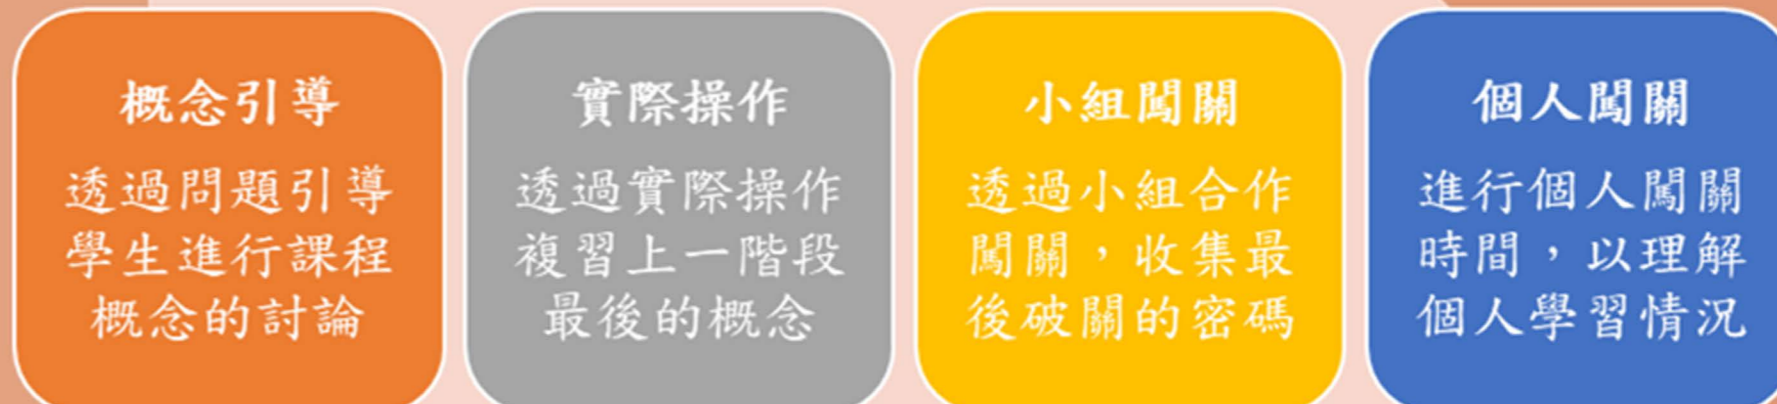 概念引導
透過問題引導
學生進行課程
概念的討論
實際操作
透過實際操作
複習上一階段
最後的概念
小組闖關
透過小組合作
闖關，收集最
後破關的密碼
個人闖關
進行個人闖關
時間，以理解
個人學習情況